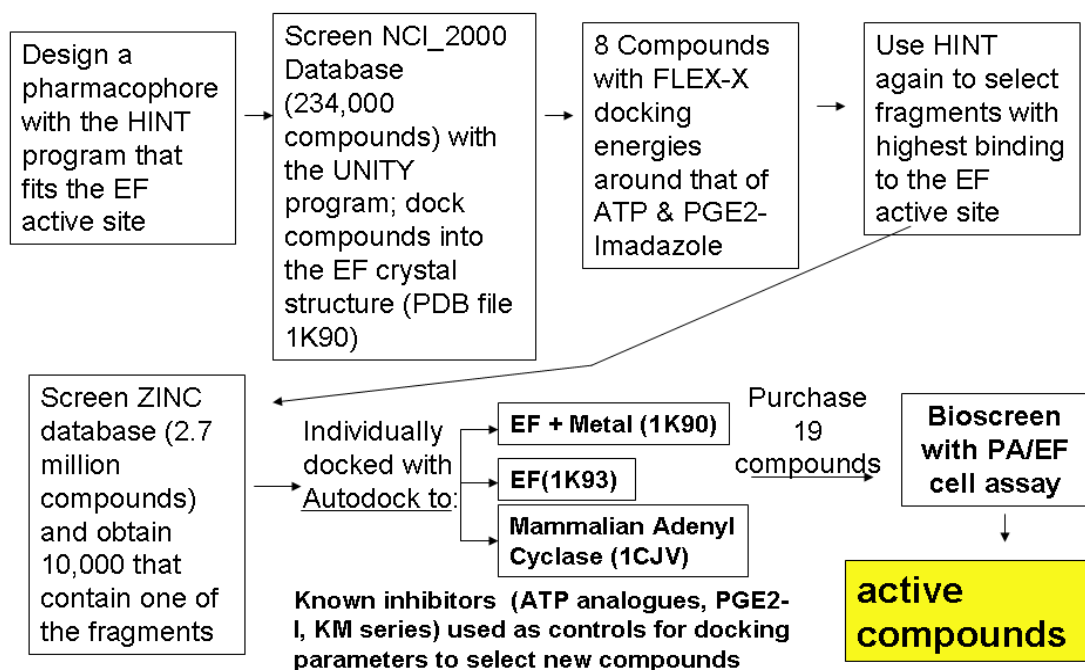 Design a
pharmacophore
with the HINT
program that
fits the EF
active site
Screen NCI_2000
Database
(234,000
compounds) with
the UNITY
program; dock
compounds into
the EF crystal
structure (PDB file
1K90)
8 Compounds
with FLEX-X
docking
energies
around that of
ATP & PGE2-
Imadazole
Use HINT
again to select
fragments with
highest binding
to the EF
active site
Screen ZINC
database (2.7
million
compounds)
and obtain
10,000 that
contain one of
the fragments
Individually
docked with
Autodock to:
EF + Metal (1K90)
EF(1K93)
Mammalian Adenyl
Cyclase (1CJV)
Known inhibitors (ATP analogues, PGE2-
I, KM series) used as controls for docking
parameters to select new compounds
Purchase
19
compounds
Bioscreen
with PA/EF
cell assay
active
compounds